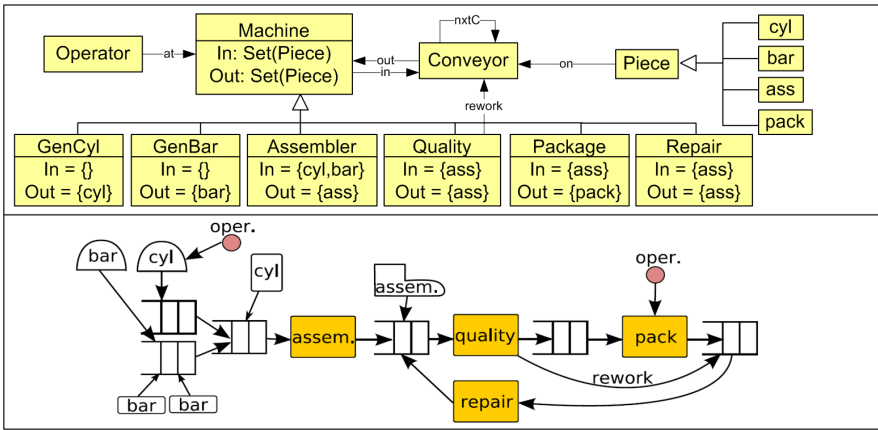 nxtC
Operator
at
Machine
In: Set(Piece)
Out: Set(Piece)
out
in
Conveyor
on
Piece
cyl
bar
ass
pack
rework
GenCyl
In = {}
Out = {cyl}
GenBar
In = {}
Out = {bar}
Assembler
In = {cyl,bar}
Out = {ass}
Quality
In = {ass}
Out = {ass}
Package
In = {ass}
Out = {pack}
Repair
In = {ass}
Out = {ass}
oper.
bar
cyl
cyl
assem.
oper.
assem.
quality
pack
rework
repair
bar
bar